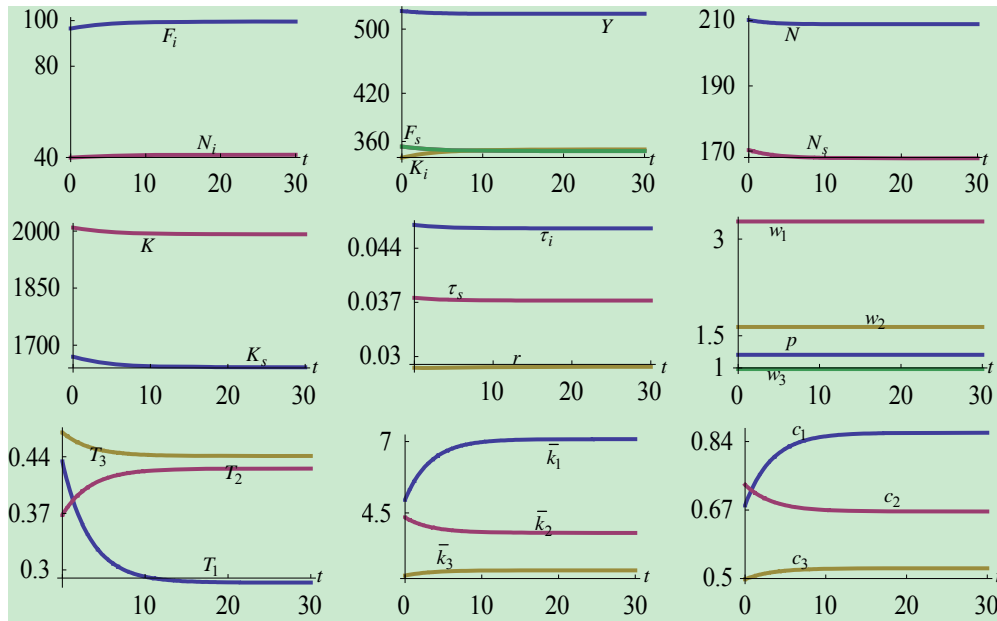 100
F_i
80
N_i
40
t
0 10 20 30
500
Y
420
F_s
360
K_i
t
0 10 20 30
210
N
190
N_s
170
t
0 10 20 30
2000
K
1850
1700
K_s
t
0 10 20 30
0.044
τ_i
τ_s
0.037
0.03
r
t
10 20 30
3
w_1
w_2
1.5
p
1
w_3
t
0 10 20 30
0.44
T_3
T_2
0.37
0.3
T_1
t
10 20 30
7
k̄_1
4.5
k̄_2
k̄_3
t
0 10 20 30
0.84
c_1
c_2
0.67
c_3
0.5
t
0 10 20 30